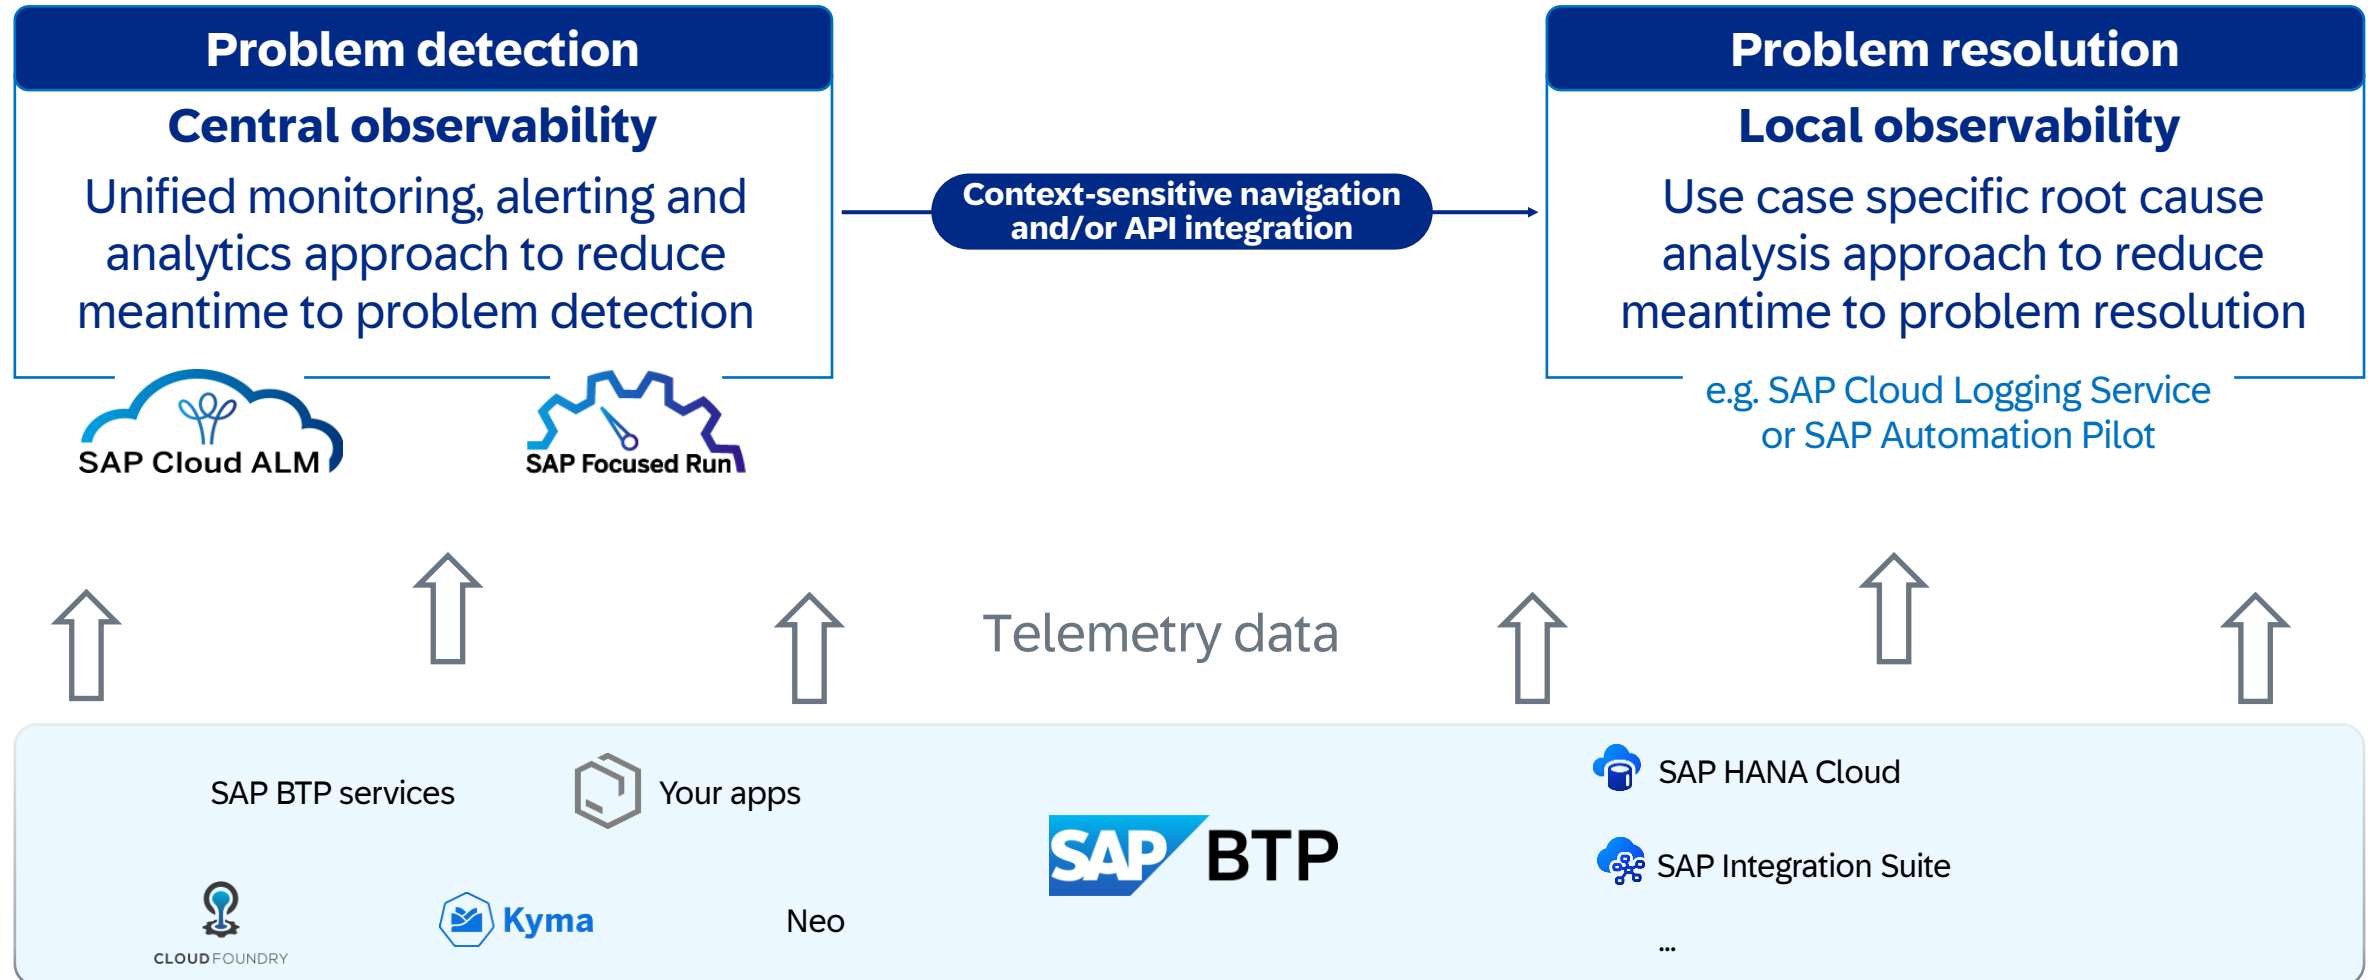 Problem detection
Central observability
Unified monitoring, alerting and
analytics approach to reduce
meantime to problem detection
SAP Cloud ALM
SAP Focused Run
Context-sensitive navigation
and/or API integration
Problem resolution
Local observability
Use case specific root cause
analysis approach to reduce
meantime to problem resolution
e.g. SAP Cloud Logging Service
or SAP Automation Pilot
Telemetry data
SAP BTP services
Your apps
CLOUDFOUNDRY
Kyma
Neo
SAP BTP
SAP HANA Cloud
SAP Integration Suite
...